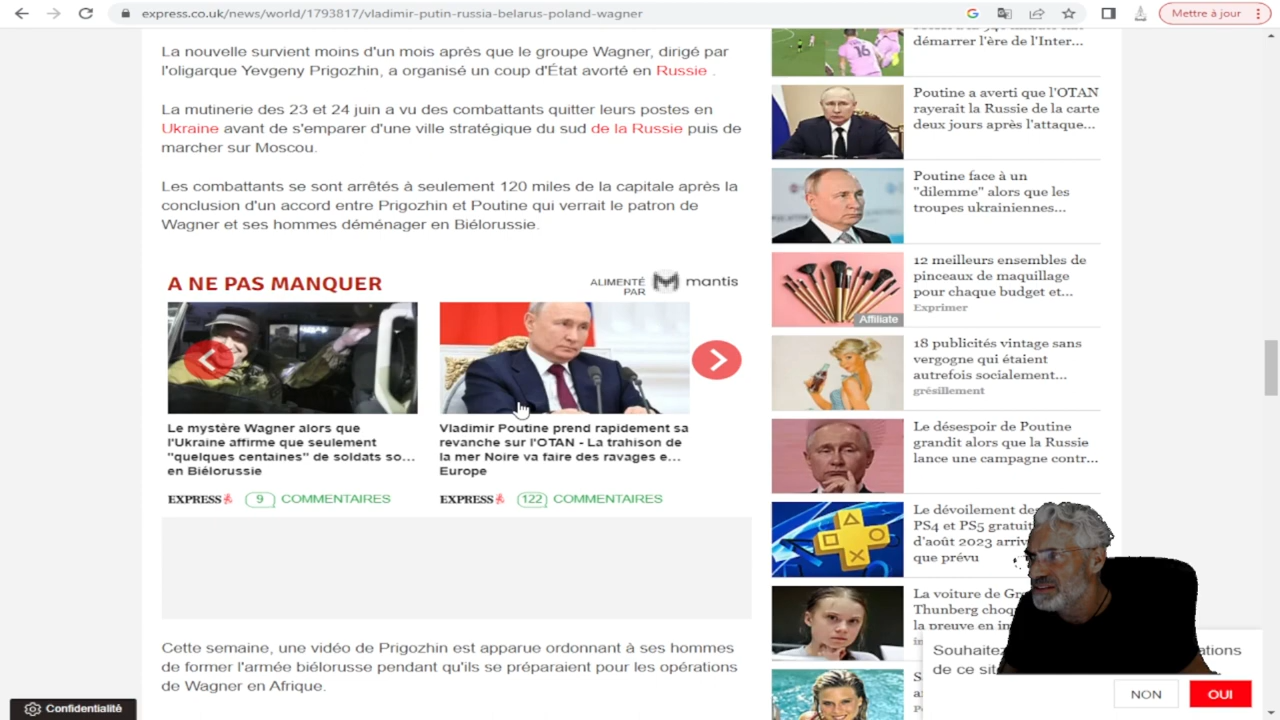 express.co.uk/news/world/1793817/vladimir-putin-russia-belarus-poland-wagner
Mettre à jour
La nouvelle survient moins d'un mois après que le groupe Wagner, dirigé par
l'oligarque Yevgeny Prigozhin, a organisé un coup d'État avorté en Russie .
La mutinerie des 23 et 24 juin a vu des combattants quitter leurs postes en
Ukraine avant de s'emparer d'une ville stratégique du sud de la Russie puis de
marcher sur Moscou.
Les combattants se sont arrêtés à seulement 120 miles de la capitale après la
conclusion d'un accord entre Prigozhin et Poutine qui verrait le patron de
Wagner et ses hommes déménager en Biélorussie.
A NE PAS MANQUER
ALIMENTÉ
PAR
mantis
Le mystère Wagner alors que
l'Ukraine affirme que seulement
"quelques centaines" de soldats so...
en Biélorussie
EXPRESS
9 COMMENTAIRES
Vladimir Poutine prend rapidement sa
revanche sur l'OTAN - La trahison de
la mer Noire va faire des ravages e...
Europe
EXPRESS
122 COMMENTAIRES
Cette semaine, une vidéo de Prigozhin est apparue ordonnant à ses hommes
de former l'armée biélorusse pendant qu'ils se préparaient pour les opérations
de Wagner en Afrique.
Confidentialité
16
démarrer l'ère de l'Inter...
Poutine a averti que l'OTAN
rayerait la Russie de la carte
deux jours après l'attaque...
Poutine face à un
"dilemme" alors que les
troupes ukrainiennes...
Affiliate
12 meilleurs ensembles de
pinceaux de maquillage
pour chaque budget et...
Exprimer
18 publicités vintage sans
vergogne qui étaient
autrefois socialement...
grésillement
Le désespoir de Poutine
grandit alors que la Russie
lance une campagne contr...
Le dévoilement de
PS4 et PS5 gratuit
d'août 2023 arriv
que prévu
La voiture de Gr
Thunberg choq
la preuve en in
Souhaitez ations
de ce sit
NON
OUI